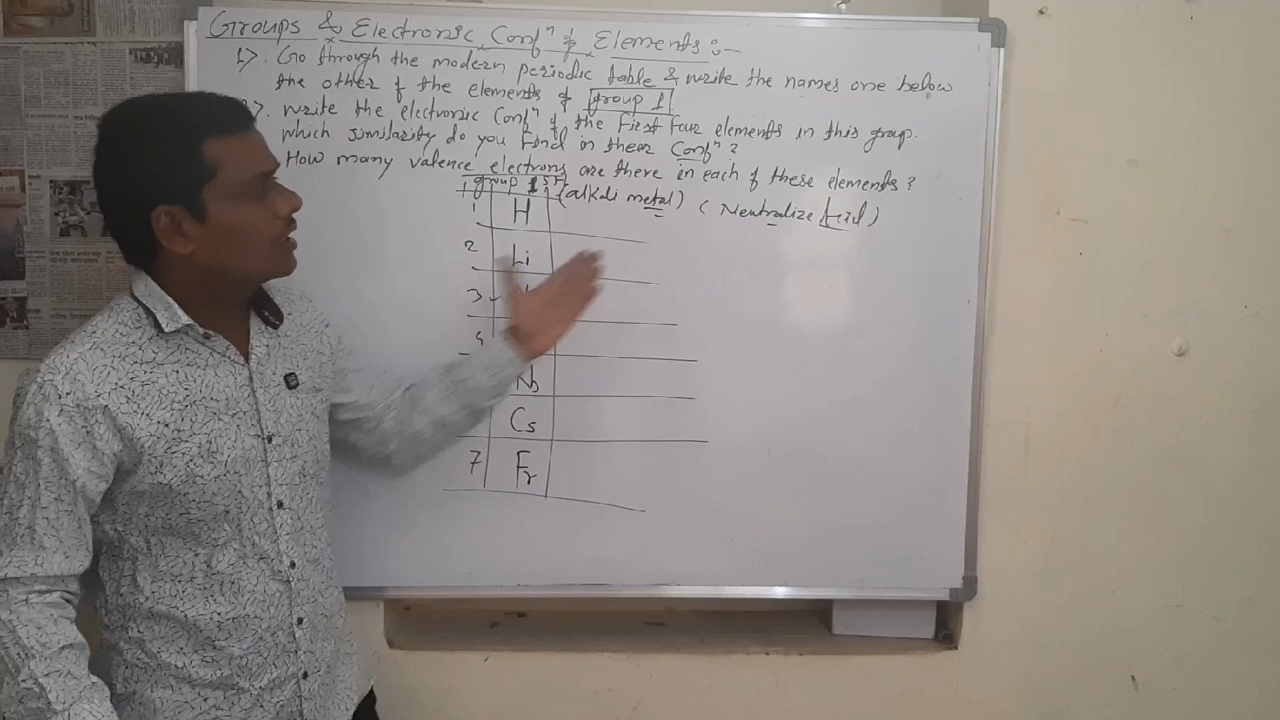 Groups & Electronic Confⁿ of Elements :-
1> Go through the modern periodic table & write the names one below
the other of the elements of group 1
> write the electronic Confⁿ of the first four elements in this group.
which similarity do you find in their Confⁿ ?
How many valence electrons are there in each of these elements ?
group 1st (alkali metal) (Neutralize Acid)
1 H
2 Li
3
4
Rb
Cs
7 Fr